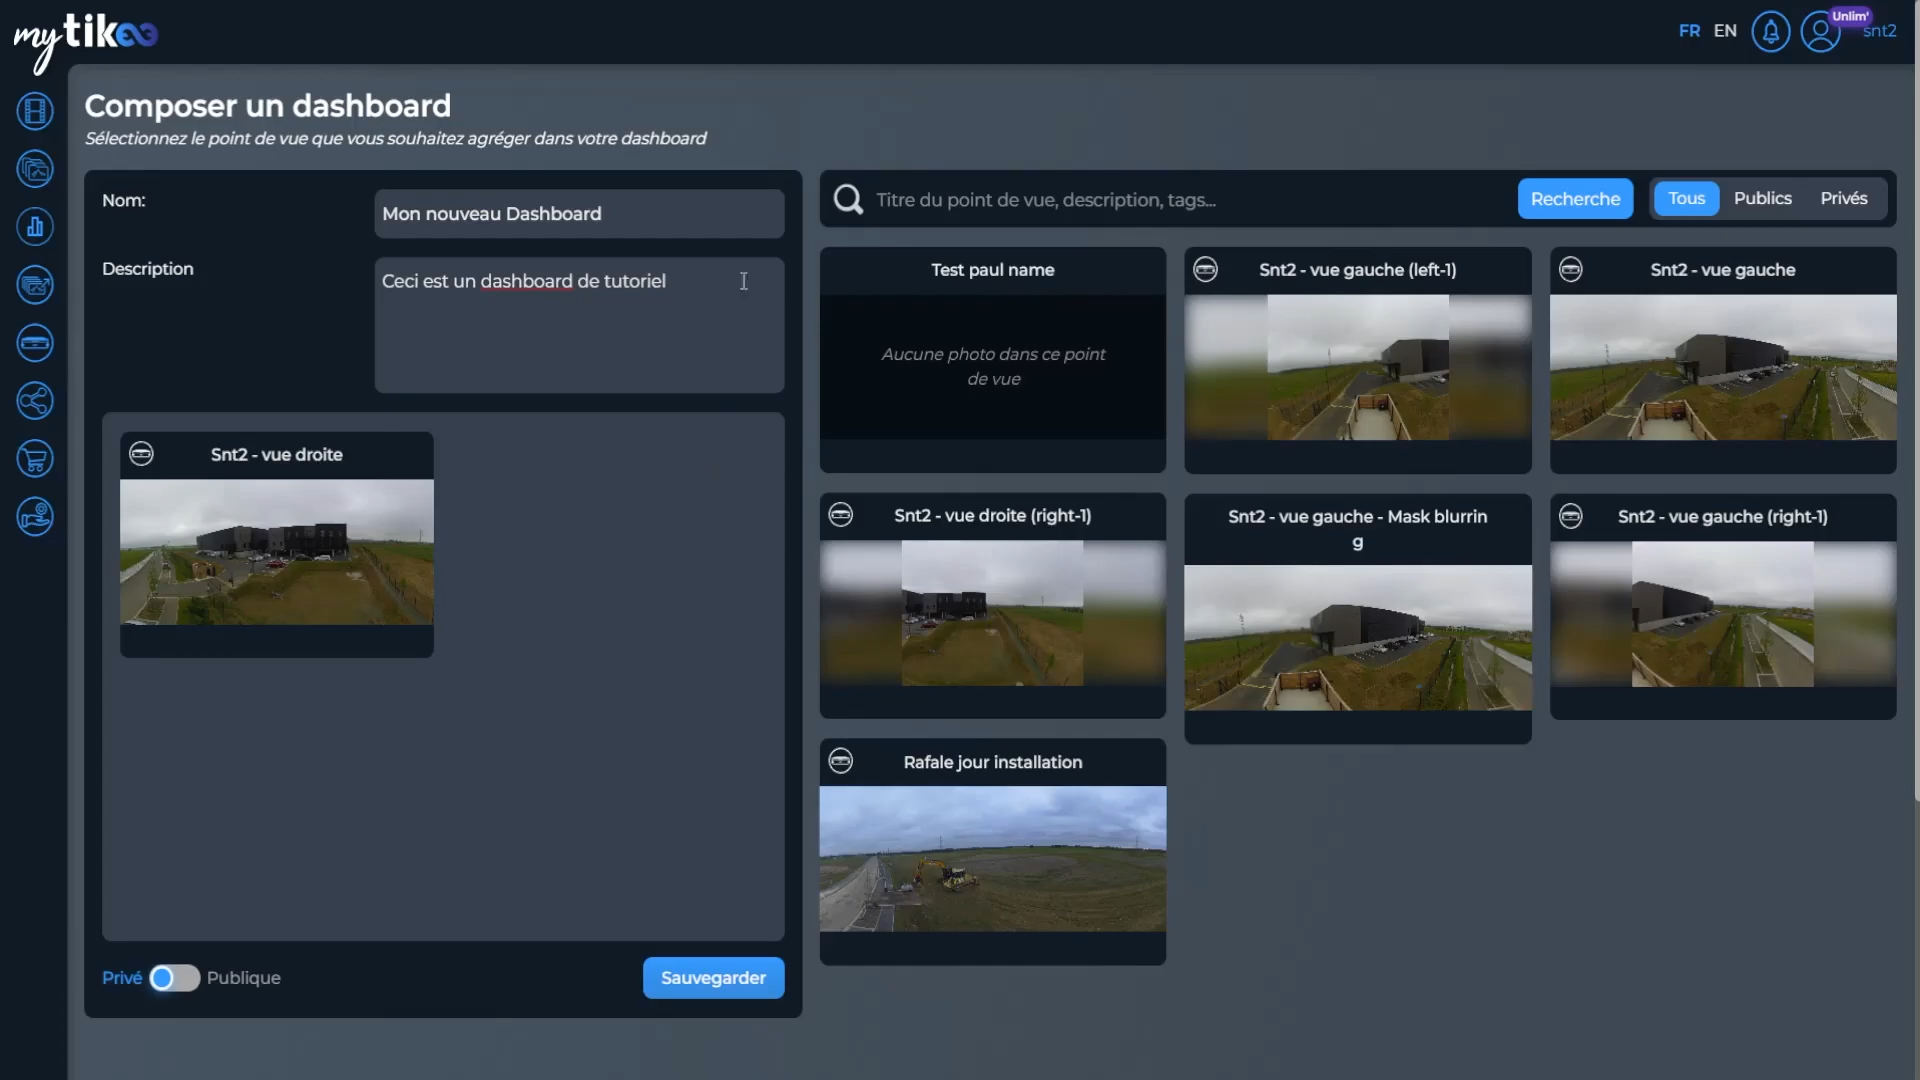 mytikee
FR EN Unlim' snt2
Composer un dashboard
Sélectionnez le point de vue que vous souhaitez agréger dans votre dashboard
Nom:
Mon nouveau Dashboard
Description
Ceci est un dashboard de tutoriel
Snt2 - vue droite
Privé Publique
Sauvegarder
Titre du point de vue, description, tags...
Recherche
Tous Publics Privés
Test paul name
Aucune photo dans ce point
de vue
Snt2 - vue gauche (left-1)
Snt2 - vue gauche
Snt2 - vue droite (right-1)
Snt2 - vue gauche - Mask blurrin
g
Snt2 - vue gauche (right-1)
Rafale jour installation